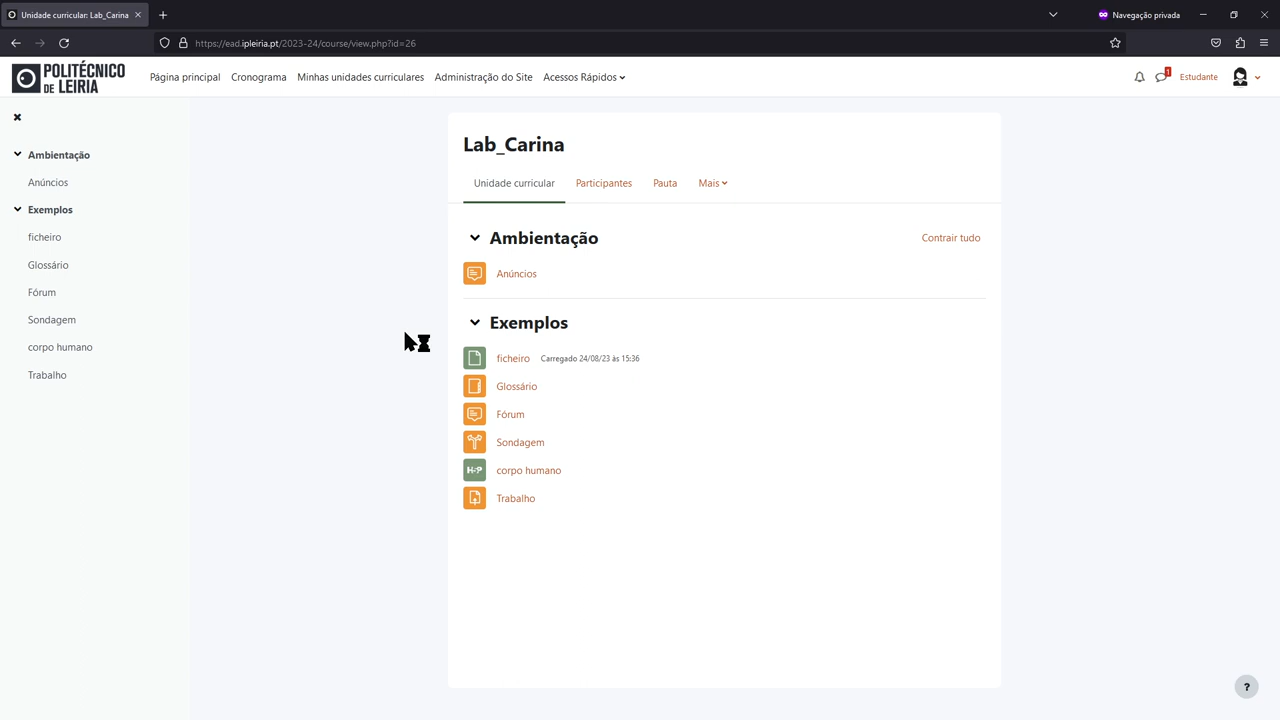 Unidade curricular: Lab_Carina
Navegação privada
https://ead.ipleiria.pt/2023-24/course/view.php?id=26
POLITÉCNICO
DE LEIRIA
Página principal Cronograma Minhas unidades curriculares Administração do Site Acessos Rápidos
1
Estudante
Ambientação
Anúncios
Exemplos
ficheiro
Glossário
Fórum
Sondagem
corpo humano
Trabalho
Lab_Carina
Unidade curricular Participantes Pauta Mais
Ambientação Contrair tudo
Anúncios
Exemplos
ficheiro Carregado 24/08/23 às 15:36
Glossário
Fórum
Sondagem
H-P corpo humano
Trabalho
?